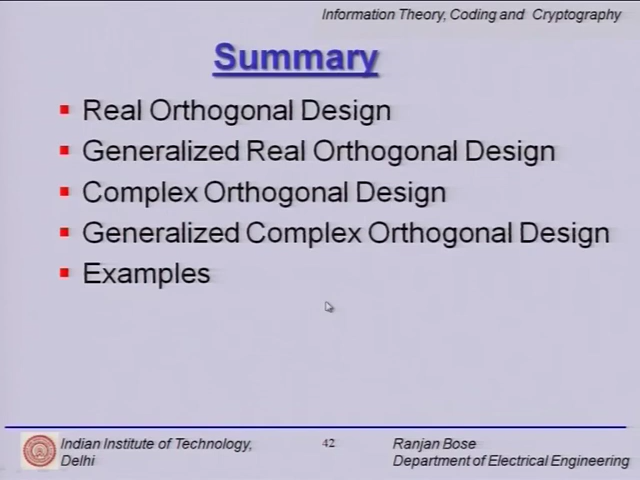 Information Theory, Coding and Cryptography
Summary
Real Orthogonal Design
Generalized Real Orthogonal Design
Complex Orthogonal Design
Generalized Complex Orthogonal Design
Examples
Indian Institute of Technology,
Delhi
42
Ranjan Bose
Department of Electrical Engineering